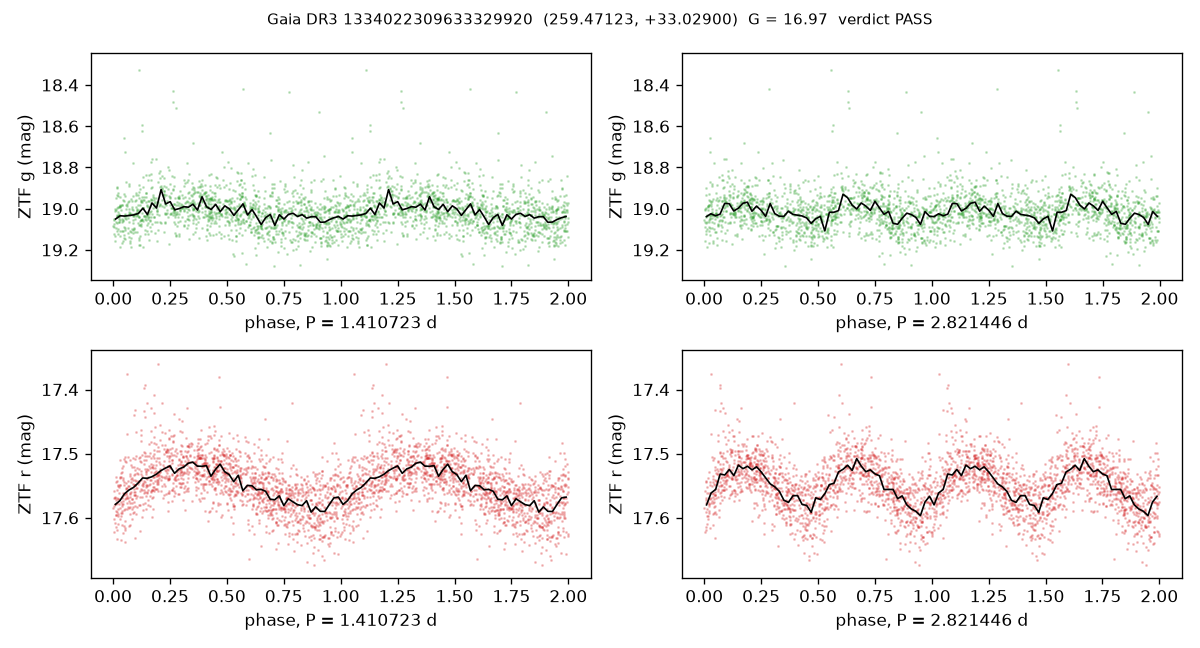 Gaia DR3 1334022309633329920 (259.47123, +33.02900) G = 16.97 verdict PASS
ZTF g (mag)
18.4
18.6
18.8
19.0
19.2
0.00 0.25 0.50 0.75 1.00 1.25 1.50 1.75 2.00
phase, P = 1.410723 d
ZTF g (mag)
18.4
18.6
18.8
19.0
19.2
0.00 0.25 0.50 0.75 1.00 1.25 1.50 1.75 2.00
phase, P = 2.821446 d
ZTF r (mag)
17.4
17.5
17.6
0.00 0.25 0.50 0.75 1.00 1.25 1.50 1.75 2.00
phase, P = 1.410723 d
ZTF r (mag)
17.4
17.5
17.6
0.00 0.25 0.50 0.75 1.00 1.25 1.50 1.75 2.00
phase, P = 2.821446 d